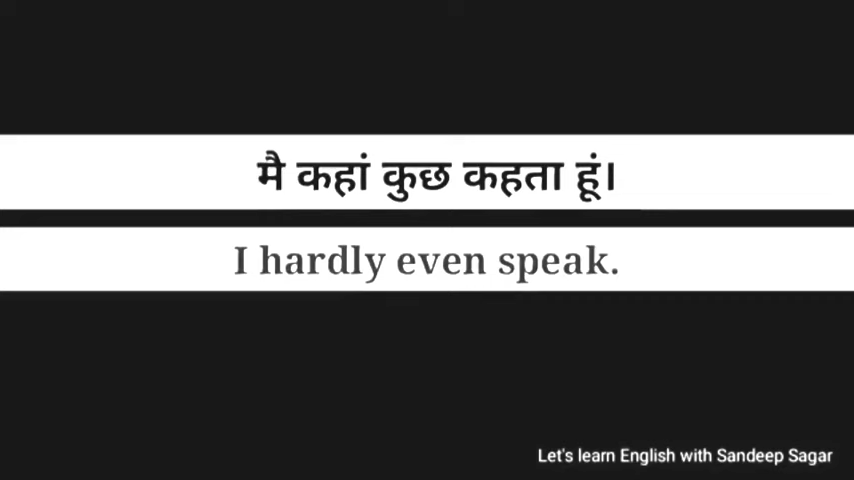 मै कहां कुछ कहता हूं।
I hardly even speak.
Let's learn English with Sandeep Sagar